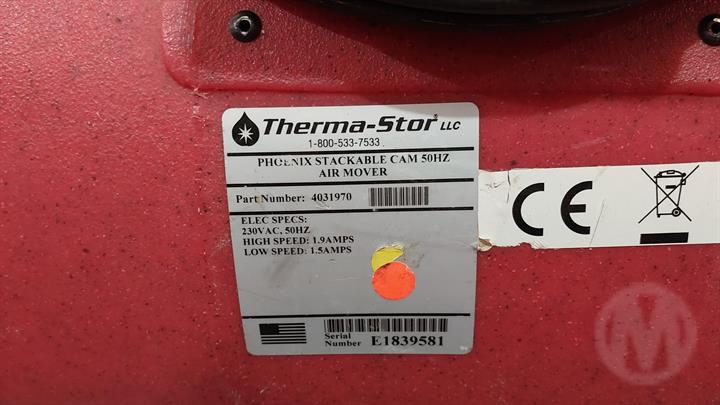 Therma-Stor LLC
1-800-533-7533
PHOENIX STACKABLE CAM 50HZ
AIR MOVER
Part Number: 4031970
ELEC SPECS:
230VAC, 50HZ
HIGH SPEED: 1.9AMPS
LOW SPEED: 1.5AMPS
Serial
Number E1839581
CE
M